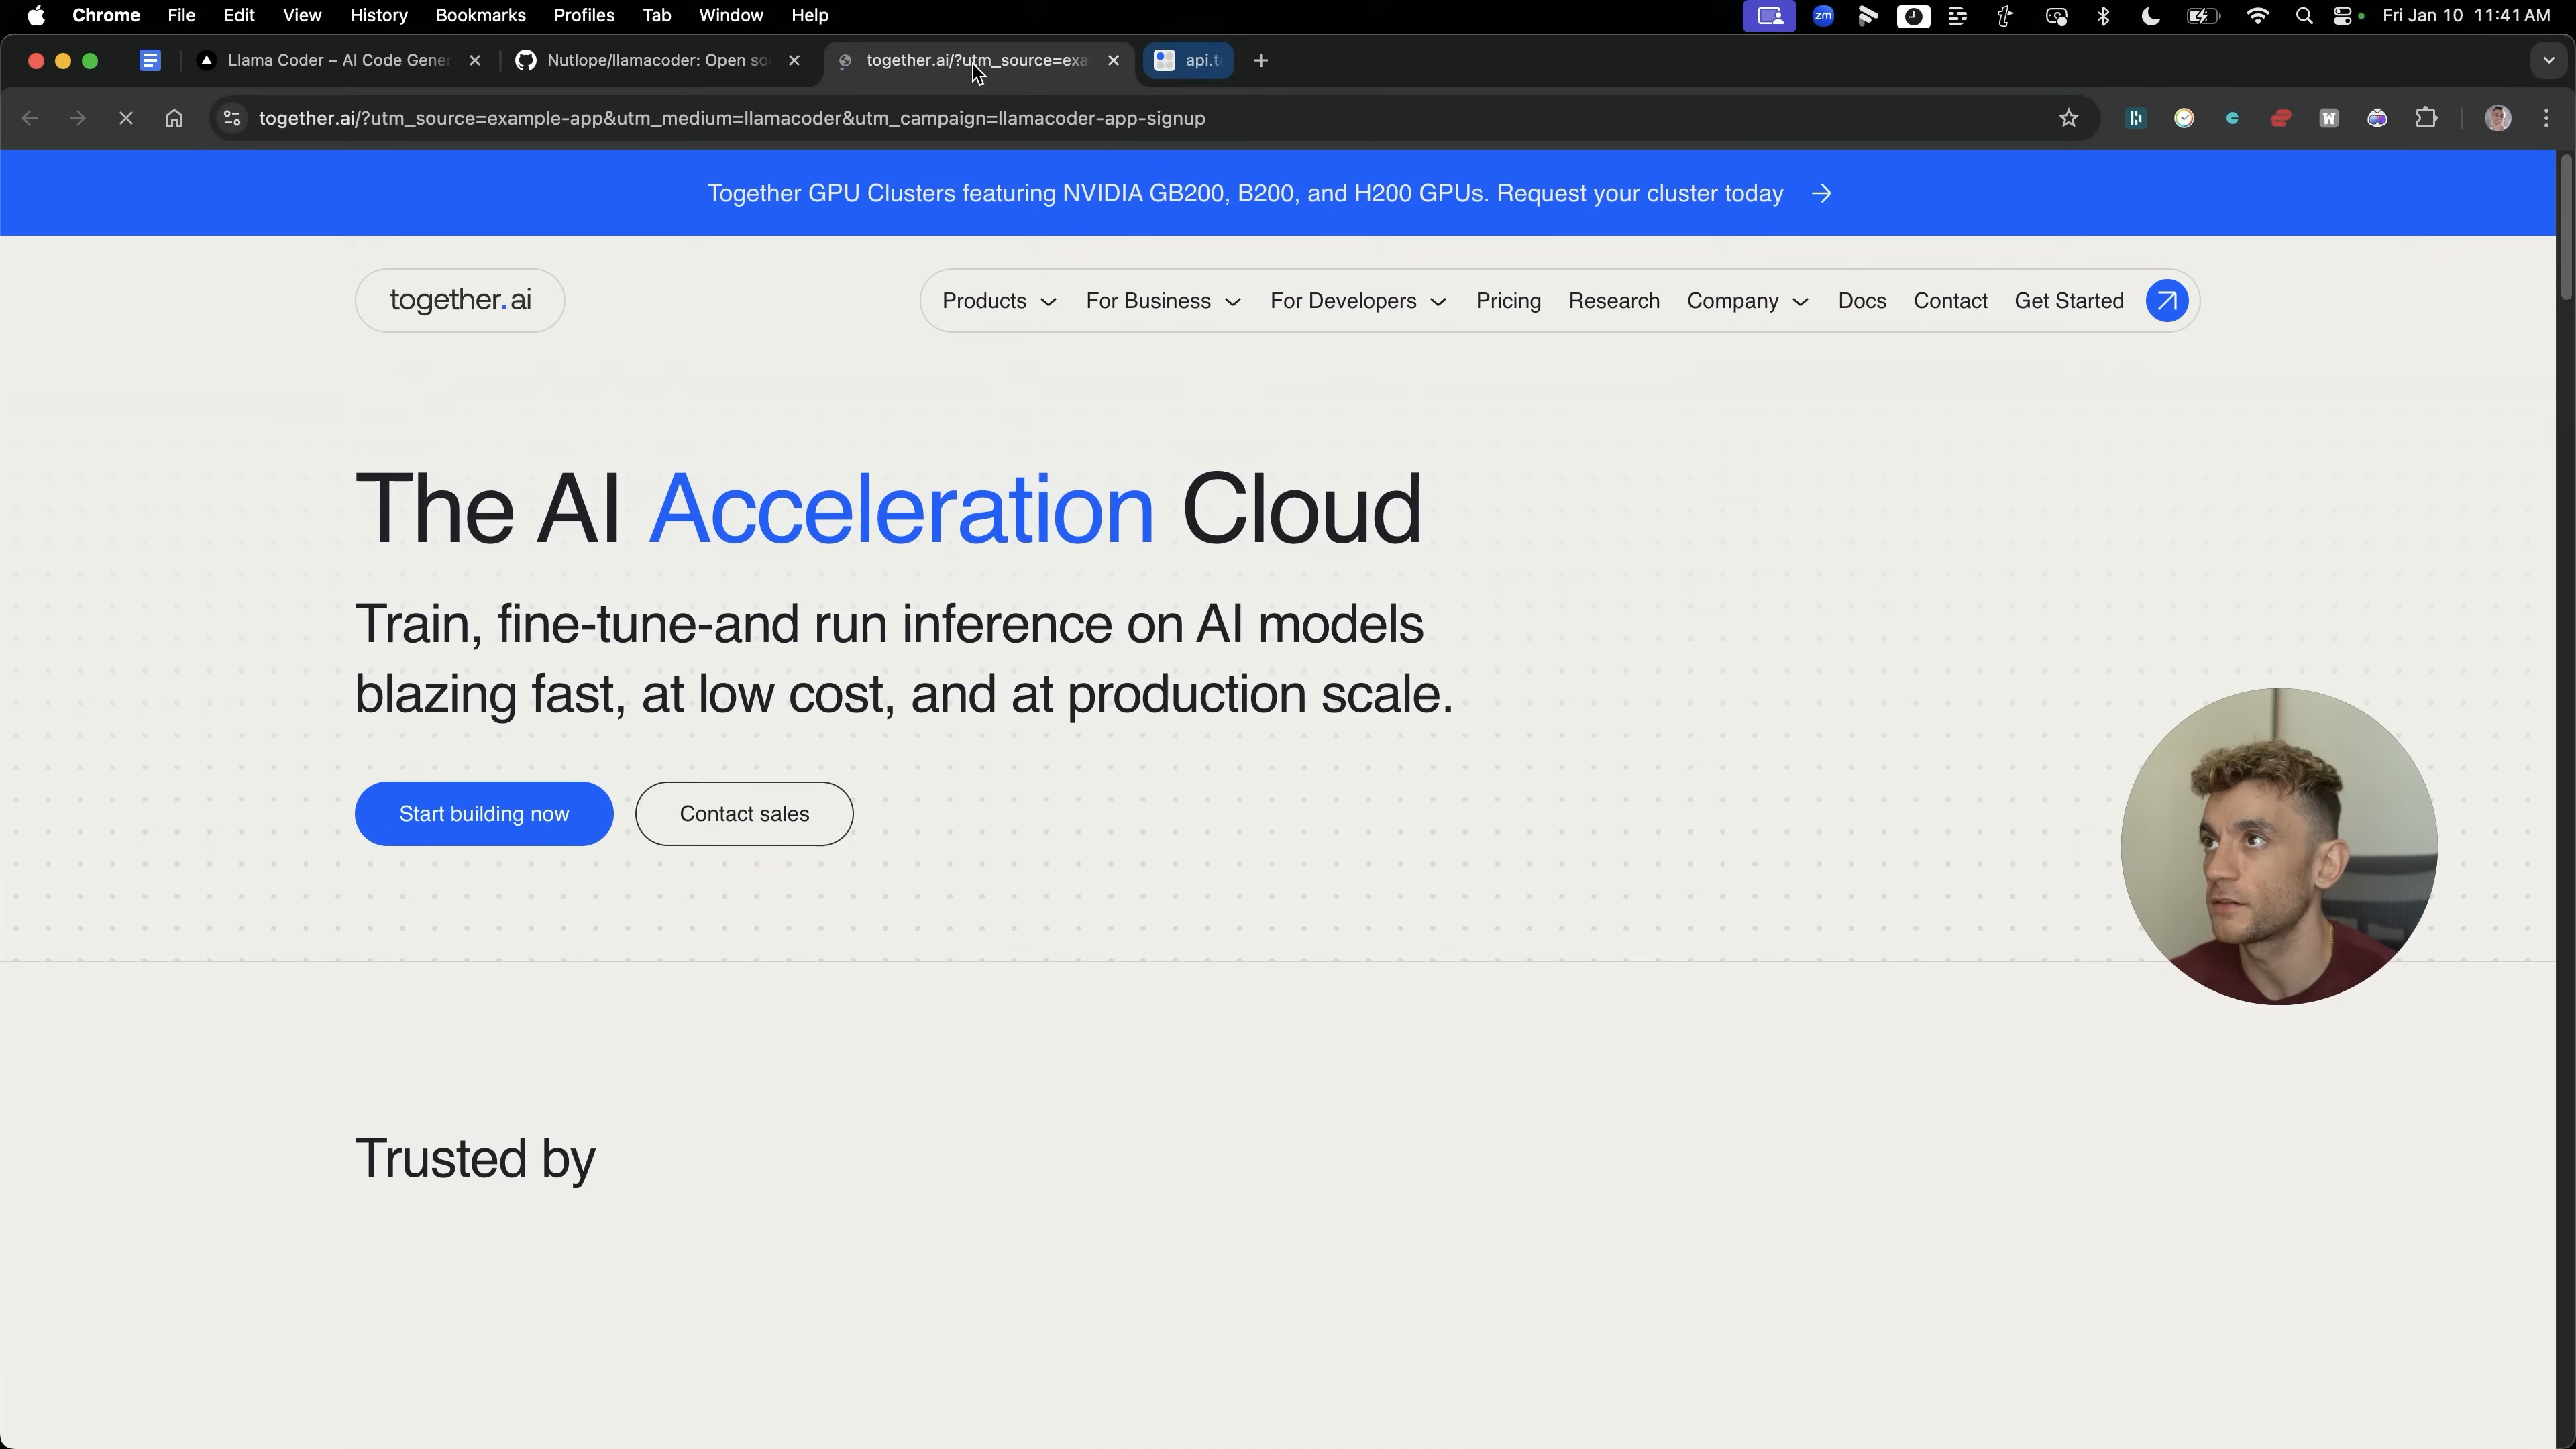 Chrome File Edit View History Bookmarks Profiles Tab Window Help zm Fri Jan 10 11:41 AM
Llama Coder – AI Code Gener
Nutlope/llamacoder: Open so
together.ai/?utm_source=exa
api.t
together.ai/?utm_source=example-app&utm_medium=llamacoder&utm_campaign=llamacoder-app-signup
Together GPU Clusters featuring NVIDIA GB200, B200, and H200 GPUs. Request your cluster today
together.ai
Products For Business For Developers Pricing Research Company Docs Contact Get Started
The AI Acceleration Cloud
Train, fine-tune-and run inference on AI models
blazing fast, at low cost, and at production scale.
Start building now
Contact sales
Trusted by